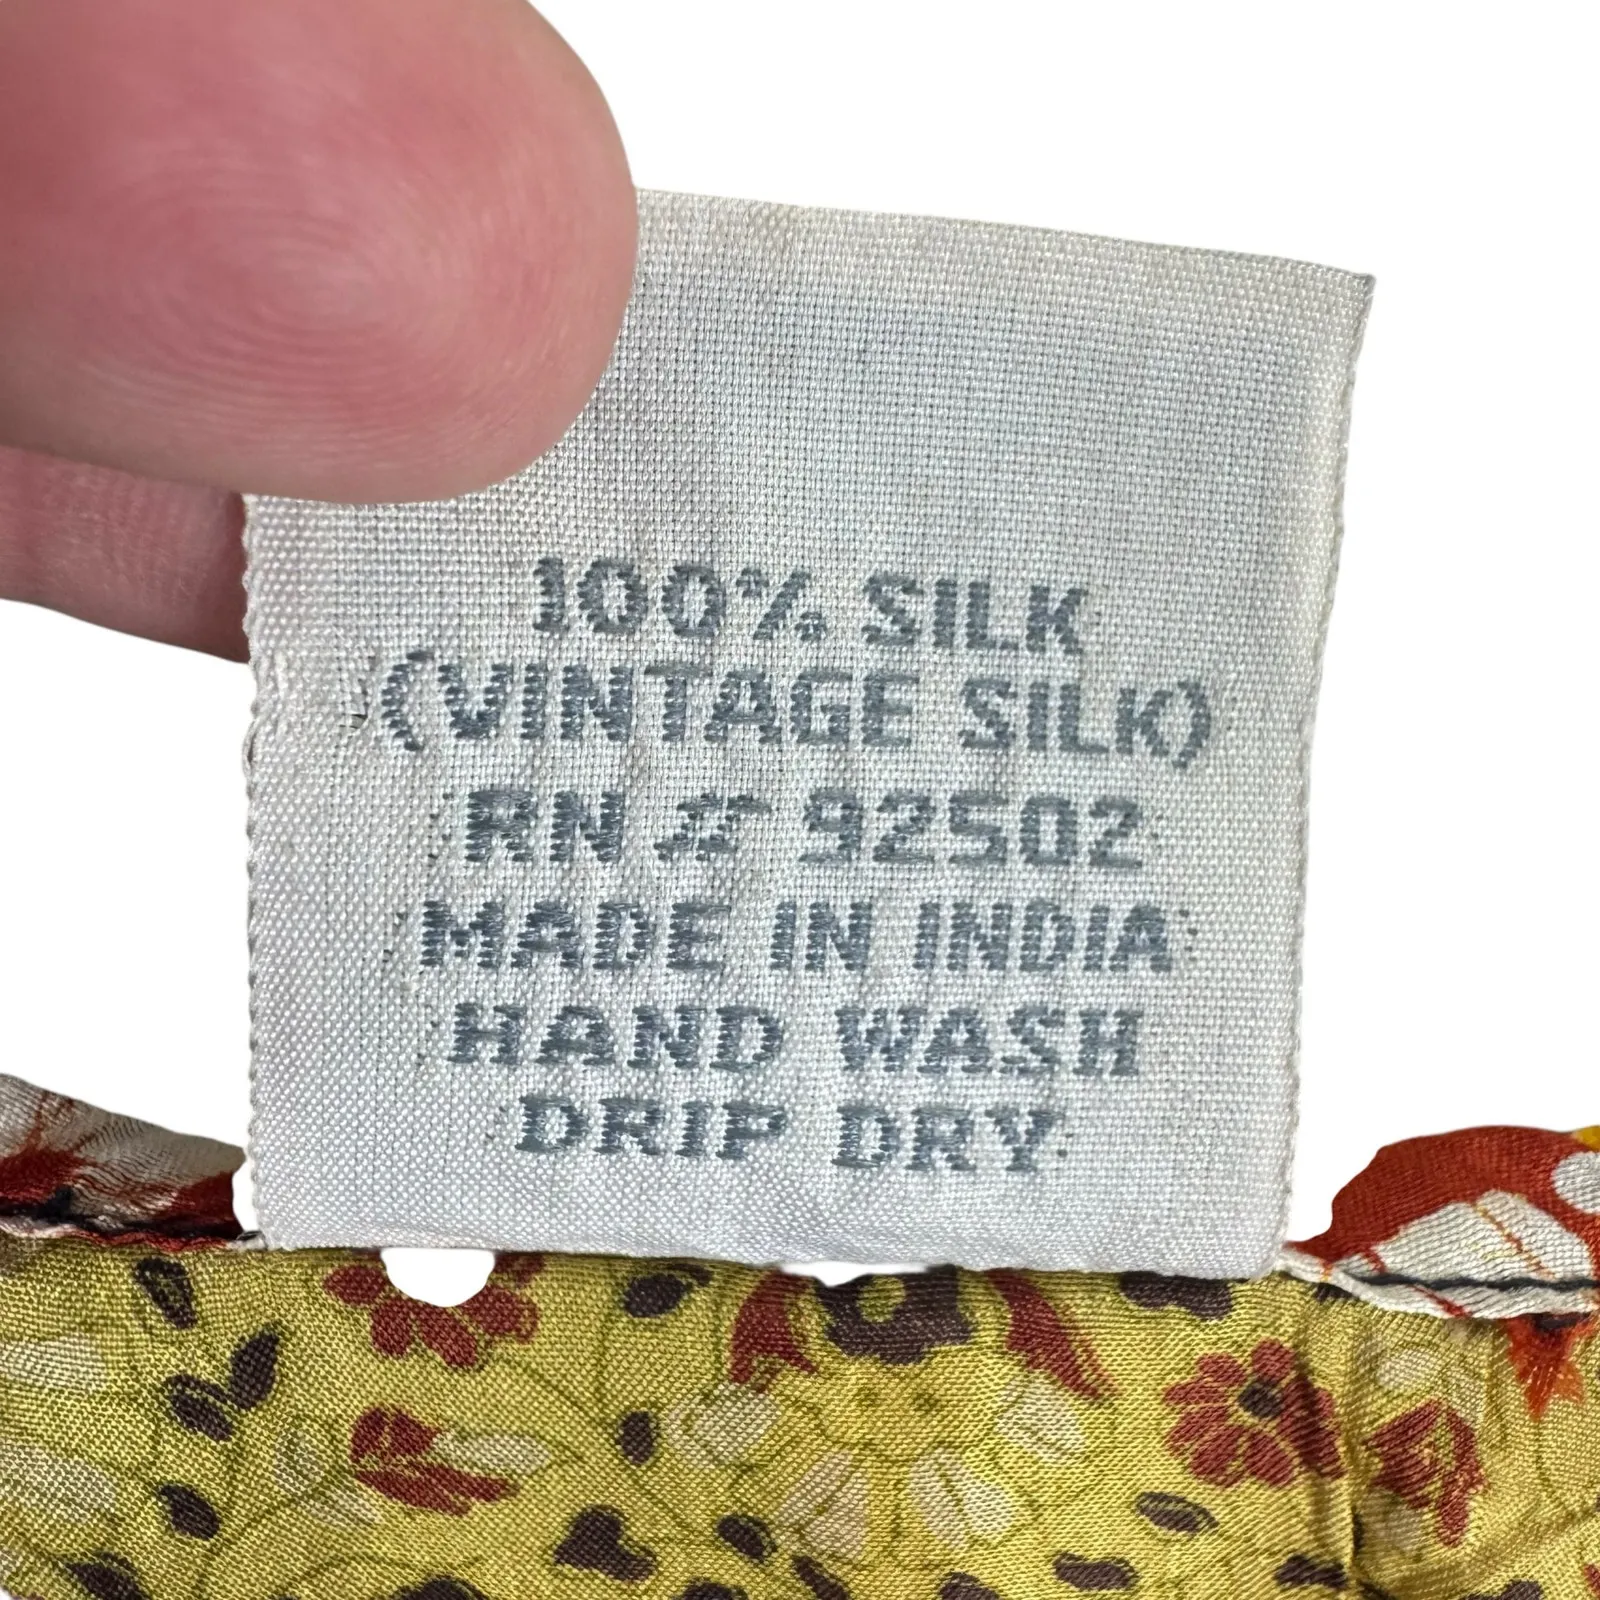 100% SILK
(VINTAGE SILK)
RN # 92502
MADE IN INDIA
HAND WASH
DRIP DRY.